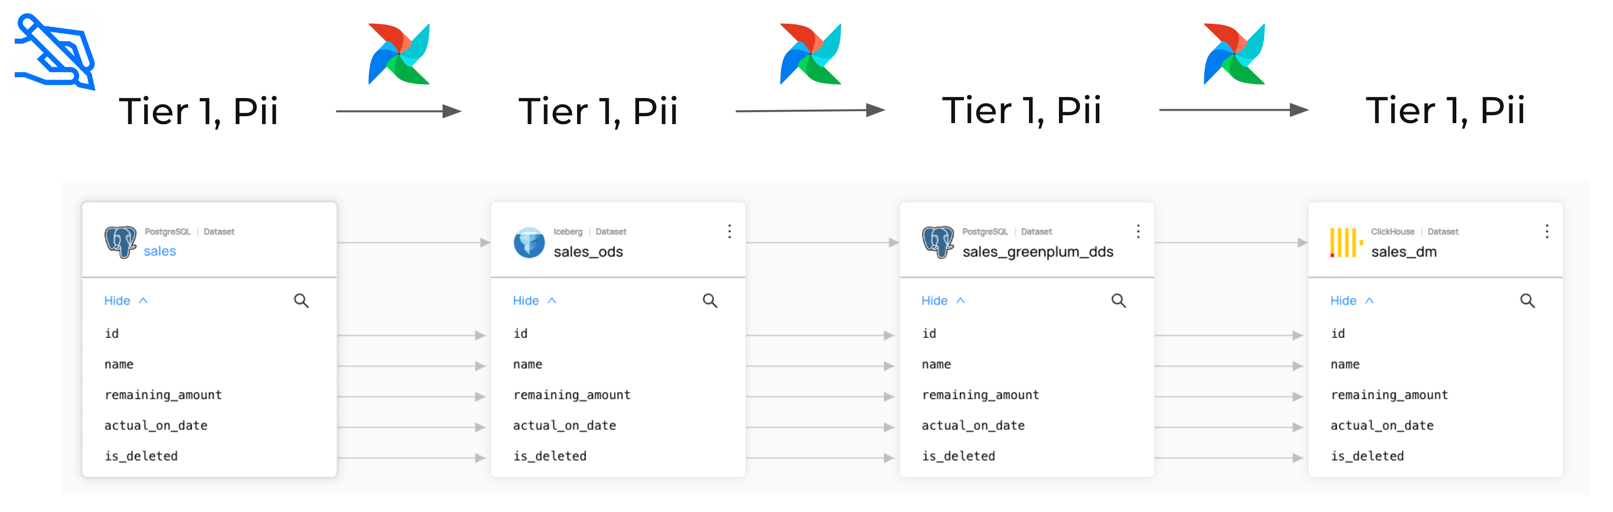 Tier 1, Pii
Tier 1, Pii
Tier 1, Pii
Tier 1, Pii
PostgreSQL | Dataset
sales
Hide
id
name
remaining_amount
actual_on_date
is_deleted
Iceberg | Dataset
sales_ods
Hide
id
name
remaining_amount
actual_on_date
is_deleted
PostgreSQL | Dataset
sales_greenplum_dds
Hide
id
name
remaining_amount
actual_on_date
is_deleted
ClickHouse | Dataset
sales_dm
Hide
id
name
remaining_amount
actual_on_date
is_deleted